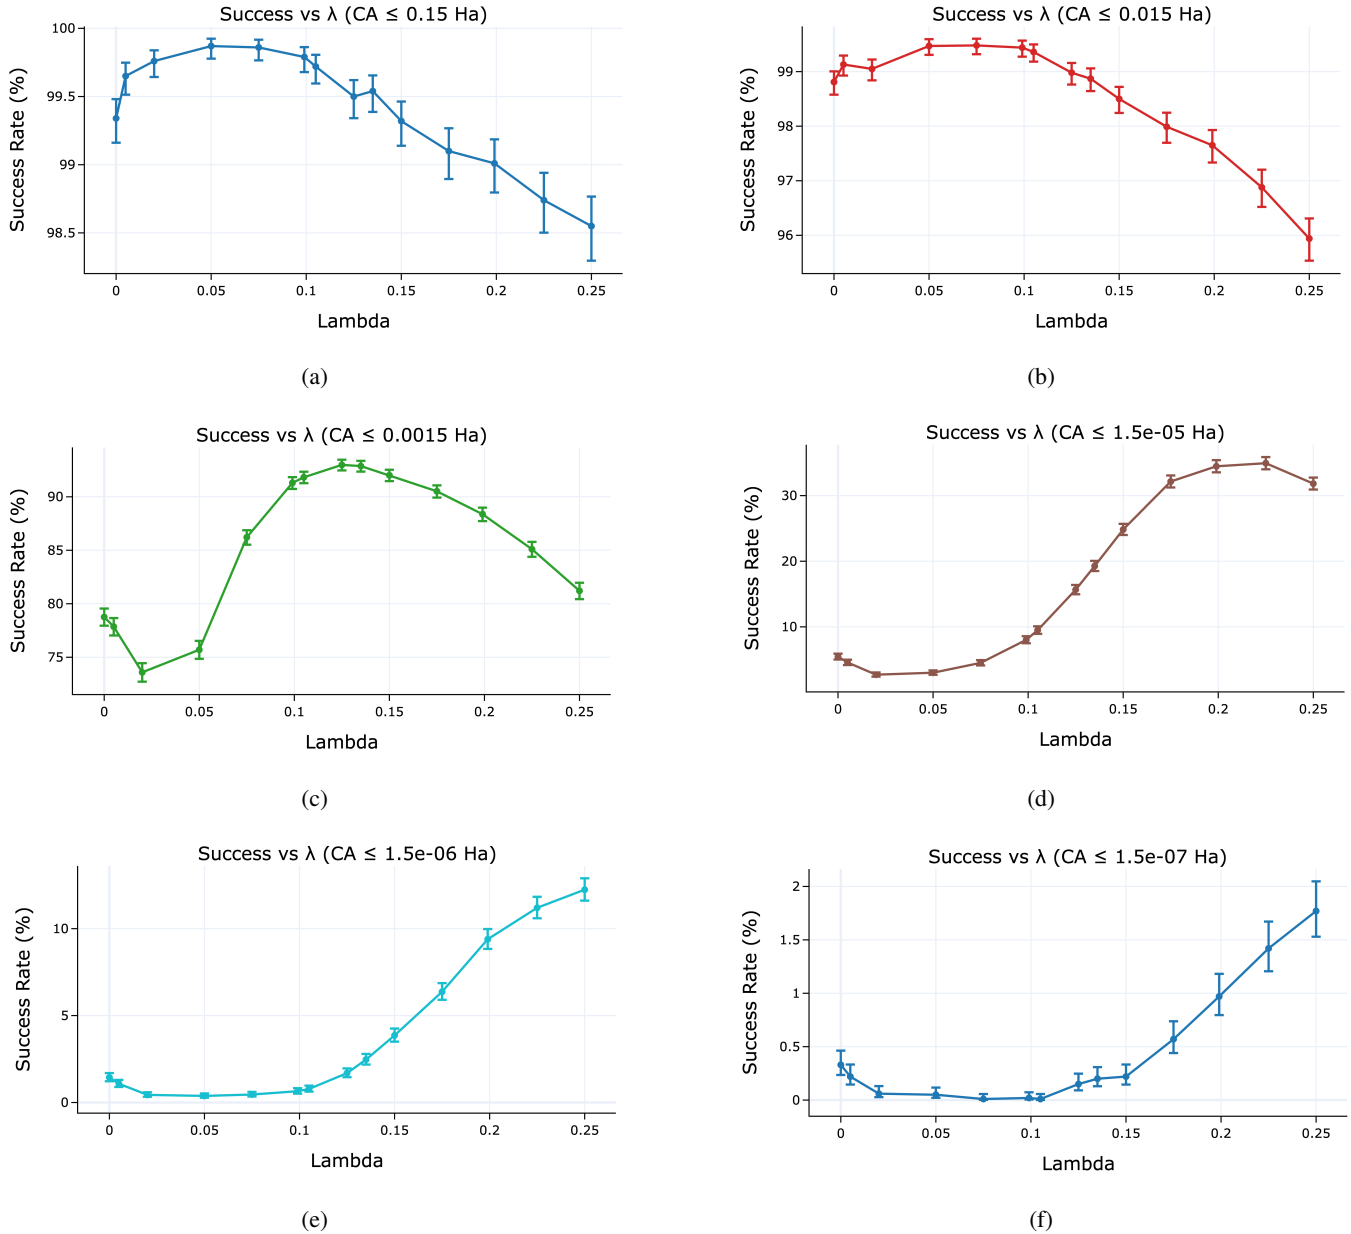 Success vs λ (CA ≤ 0.15 Ha)
100
99.5
99
98.5
Success Rate (%)
0 0.05 0.1 0.15 0.2 0.25
Lambda
(a)
Success vs λ (CA ≤ 0.015 Ha)
99
98
97
96
Success Rate (%)
0 0.05 0.1 0.15 0.2 0.25
Lambda
(b)
Success vs λ (CA ≤ 0.0015 Ha)
90
85
80
75
Success Rate (%)
0 0.05 0.1 0.15 0.2 0.25
Lambda
(c)
Success vs λ (CA ≤ 1.5e-05 Ha)
30
20
10
Success Rate (%)
0 0.05 0.1 0.15 0.2 0.25
Lambda
(d)
Success vs λ (CA ≤ 1.5e-06 Ha)
10
5
0
Success Rate (%)
0 0.05 0.1 0.15 0.2 0.25
Lambda
(e)
Success vs λ (CA ≤ 1.5e-07 Ha)
2
1.5
1
0.5
0
Success Rate (%)
0 0.05 0.1 0.15 0.2 0.25
Lambda
(f)